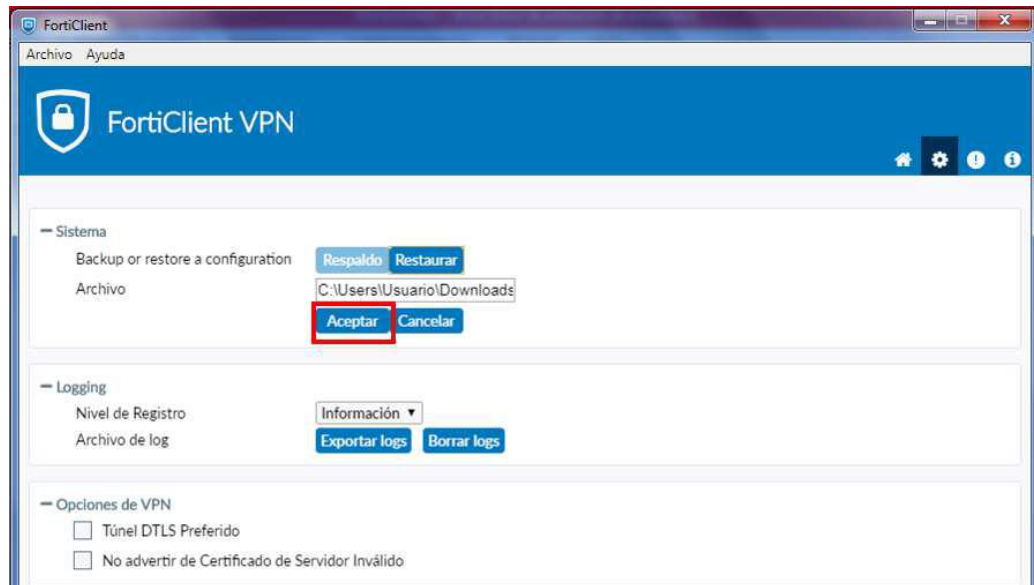 FortiClient
Archivo Ayuda
FortiClient VPN
Sistema
Backup or restore a configuration Respaldo Restaurar
Archivo C:\Users\Usuario\Downloads
Aceptar Cancelar
Logging
Nivel de Registro Información
Archivo de log Exportar logs Borrar logs
Opciones de VPN
Túnel DTLS Preferido
No advertir de Certificado de Servidor Inválido